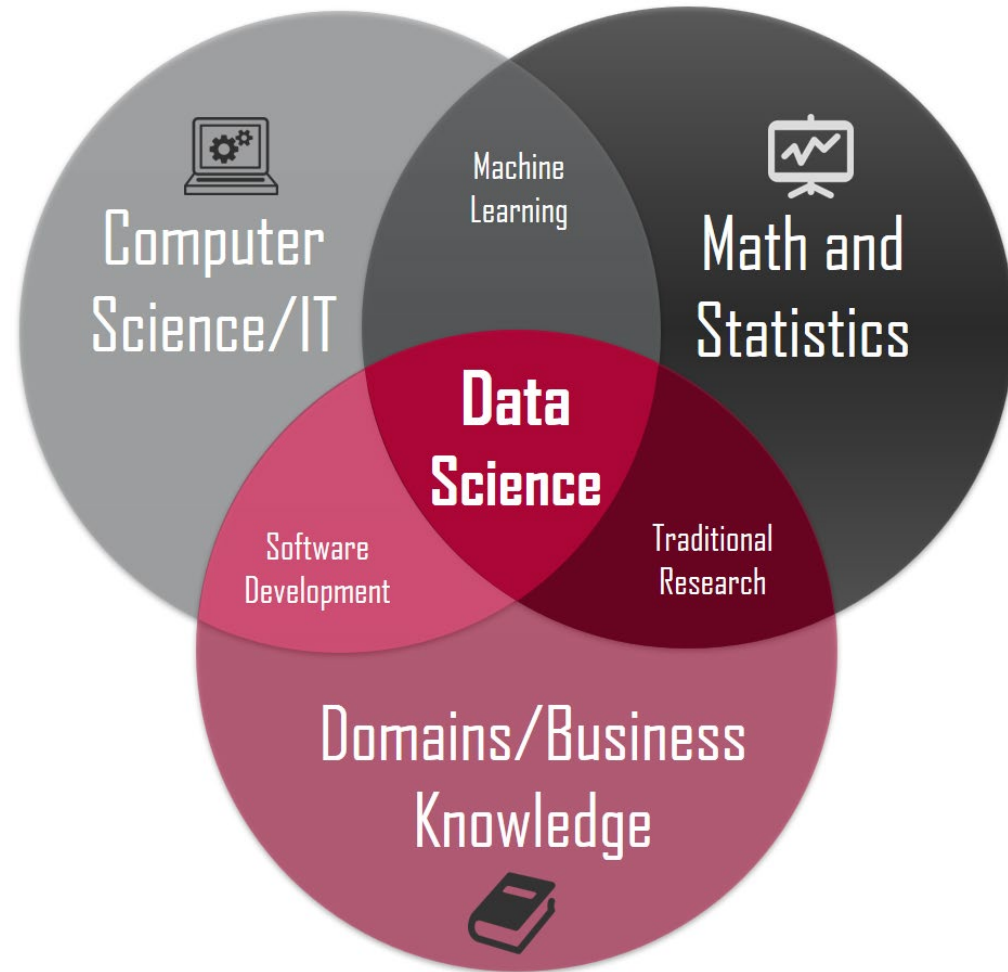 Machine
Learning
Computer
Science/IT
Math and
Statistics
Data
Science
Software
Development
Traditional
Research
Domains/Business
Knowledge